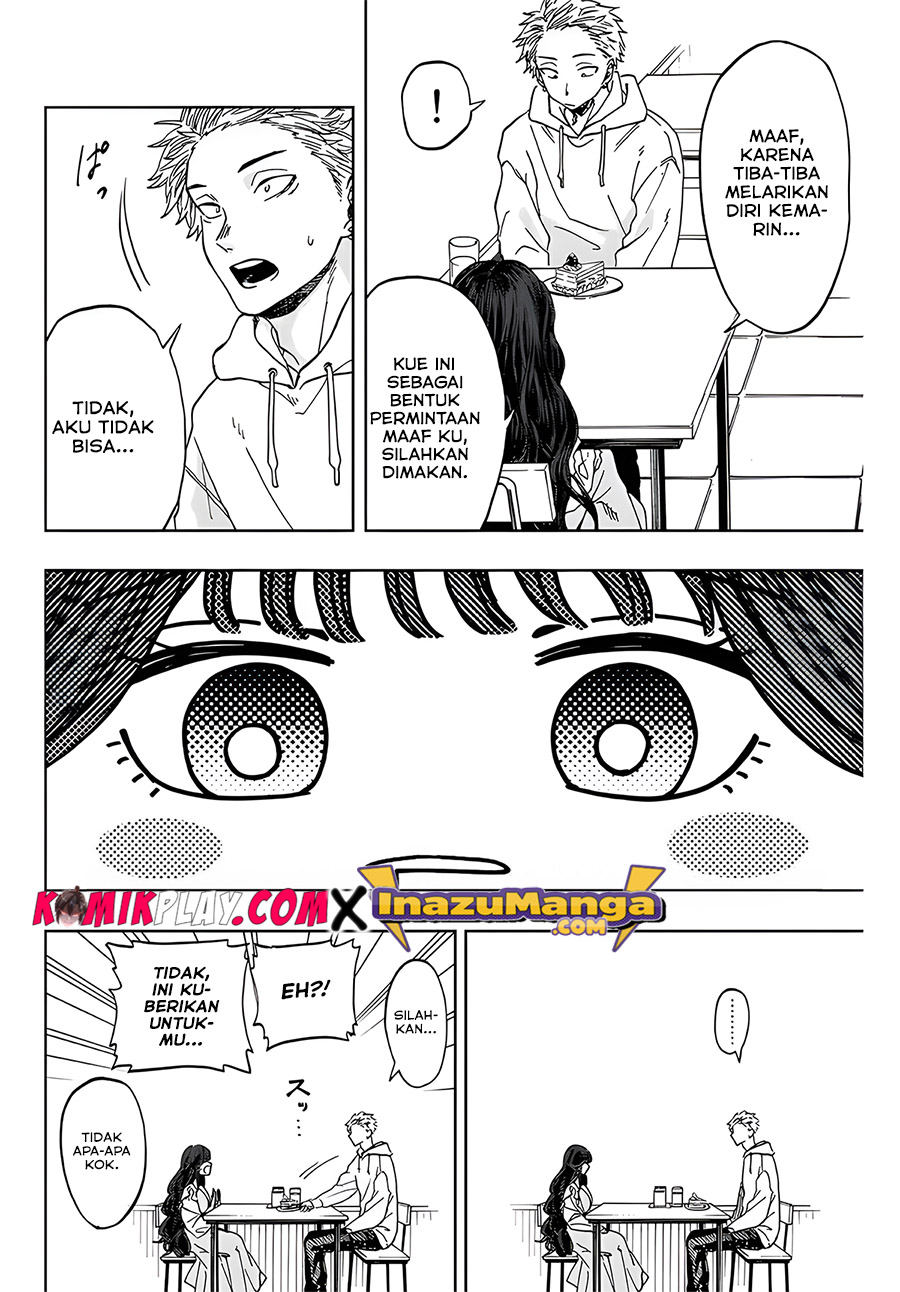 MAAF,
KARENA
TIBA-TIBA
MELARIKAN
DIRI KEMA-
RIN...
!
KUE INI
SEBAGAI
BENTUK
PERMINTAAN
MAAF KU,
SILAHKAN
DIMAKAN.
ぱっ
TIDAK,
AKU TIDAK
BISA...
KOMIKPLAY.COM X INAZUMANGA
.COM
..........
SILAH-
KAN...
EH?!
TIDAK,
INI KU-
BERIKAN
UNTUK-
MU...
スッ…
TIDAK
APA-APA
KOK.